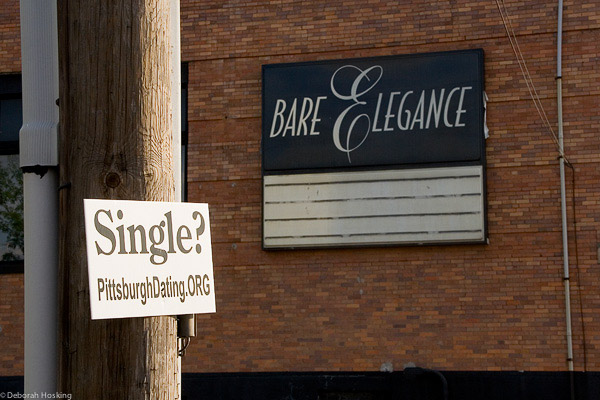 BARE ELEGANCE
Single?
PittsburghDating.ORG
© Deborah Hosking